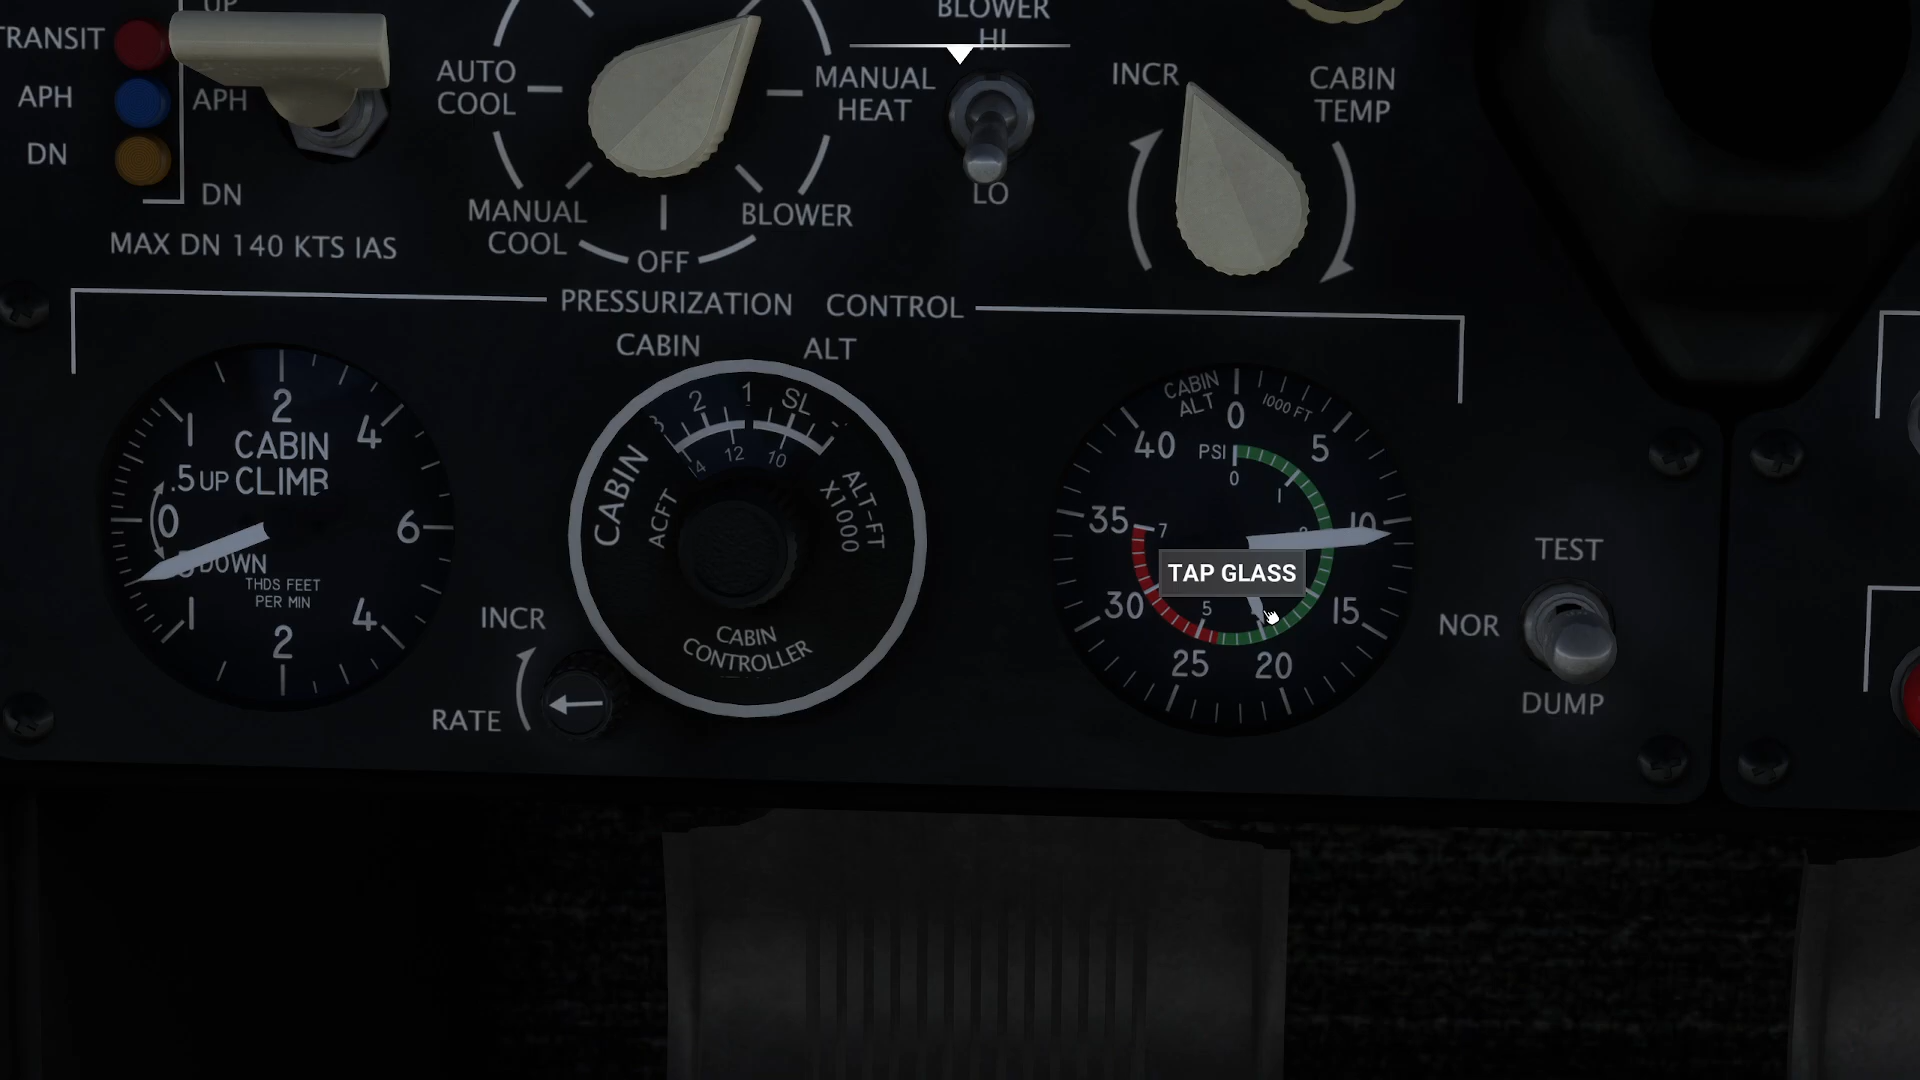 UP
TRANSIT
APH
APH
DN
DN
MAX DN 140 KTS IAS
AUTO
COOL
MANUAL
HEAT
MANUAL
COOL
BLOWER
OFF
BLOWER
HI
LO
INCR
CABIN
TEMP
PRESSURIZATION CONTROL
CABIN ALT
2
1
4
CABIN
.5 UP CLIMB
0
6
.5 DOWN
THDS FEET
PER MIN
1
4
2
3 2 1 SL
14 12 10
CABIN
ACFT
ALT-FT
X1000
CABIN
CONTROLLER
INCR
RATE
CABIN
ALT
1000 FT
0
40
5
PSI
0
1
35
7
10
TAP GLASS
30
5
15
25
20
TEST
NOR
DUMP